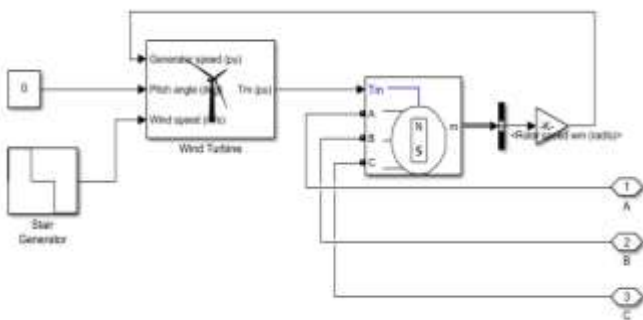 Generator speed (pu)
0
Pitch angle (deg)
Tm (pu)
Wind speed (m/s)
Wind Turbine
Tm
A
B
C
N
S
m
-K-
<Rotor speed wm (rad/s)>
Stair
Generator
1
A
2
B
3
C